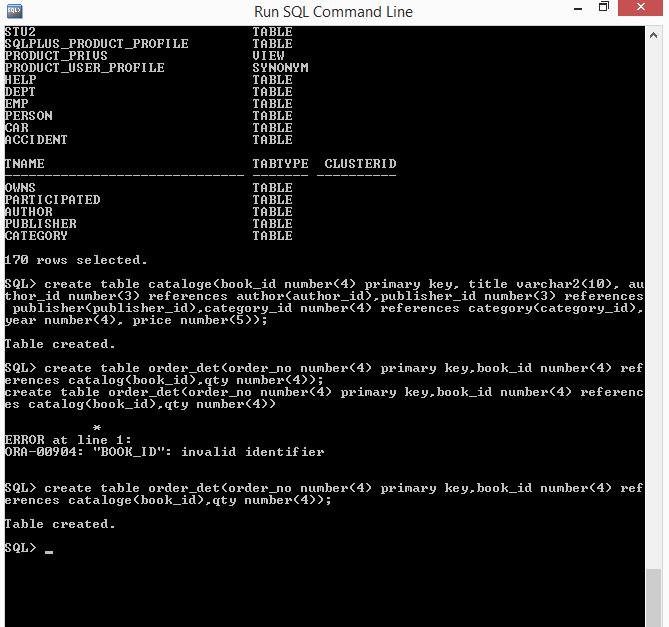 Run SQL Command Line
STU2 TABLE
SQLPLUS_PRODUCT_PROFILE TABLE
PRODUCT_PRIVS VIEW
PRODUCT_USER_PROFILE SYNONYM
HELP TABLE
DEPT TABLE
EMP TABLE
PERSON TABLE
CAR TABLE
ACCIDENT TABLE
TNAME TABTYPE CLUSTERID
------------------------------ ------- ----------
OWNS TABLE
PARTICIPATED TABLE
AUTHOR TABLE
PUBLISHER TABLE
CATEGORY TABLE
170 rows selected.
SQL> create table cataloge(book_id number(4) primary key, title varchar2(10), au
thor_id number(3) references author(author_id),publisher_id number(3) references
 publisher(publisher_id),category_id number(4) references category(category_id),
year number(4), price number(5));
Table created.
SQL> create table order_det(order_no number(4) primary key,book_id number(4) ref
erences catalog(book_id),qty number(4));
create table order_det(order_no number(4) primary key,book_id number(4) referenc
es catalog(book_id),qty number(4))
*
ERROR at line 1:
ORA-00904: "BOOK_ID": invalid identifier
SQL> create table order_det(order_no number(4) primary key,book_id number(4) ref
erences cataloge(book_id),qty number(4));
Table created.
SQL> _